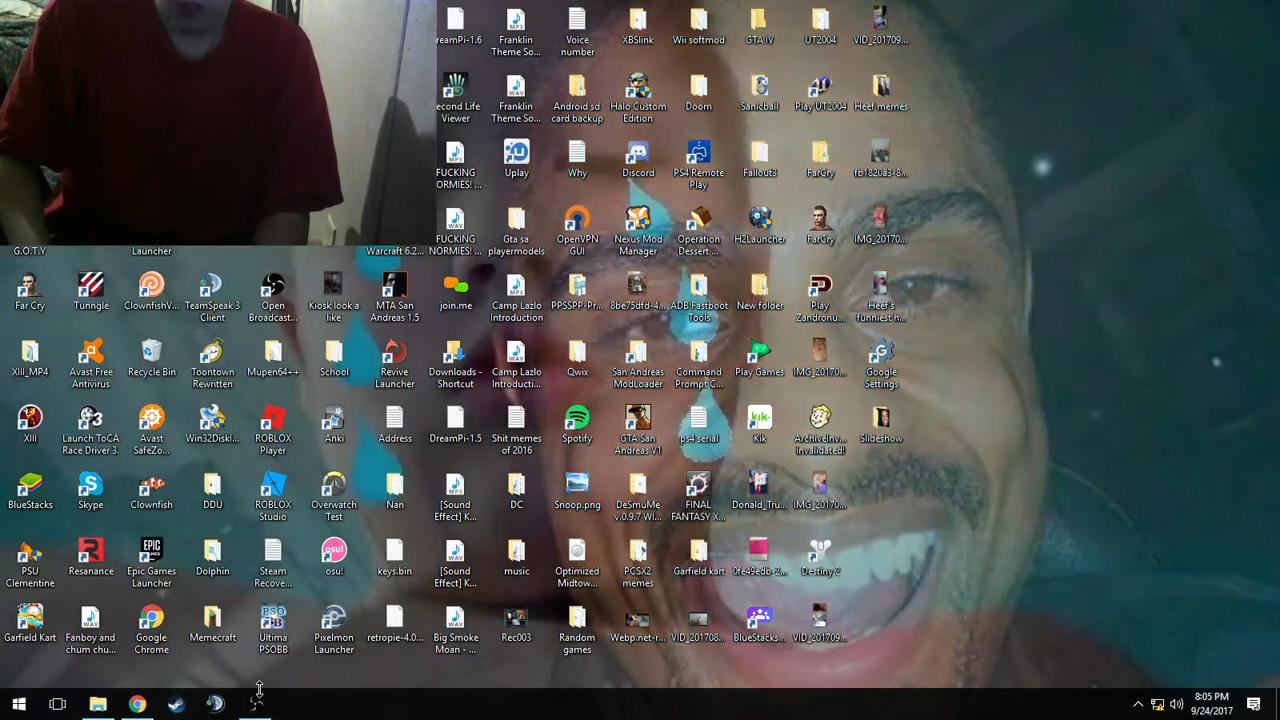 reamPi-1.6
Franklin
Theme So...
Voice
number
XBSlink
Wii softmod
GTA IV
UT2004
VID_201709...
econd Life
Viewer
Franklin
Theme So...
Android sd
card backup
Halo Custom
Edition
Doom
Sanicball
Play UT2004
Heef memes
FUCKING
NORMIES! ...
Uplay
Why
Discord
PS4 Remote
Play
Fallout3
FarCry
fb1820a3-8...
G.O.T.Y
Launcher
Warcraft 6.2...
FUCKING
NORMIES! ...
Gta sa
playermodels
OpenVPN
GUI
Nexus Mod
Manager
Operation
Dessert ...
H2Launcher
FarCry
IMG_20170...
Far Cry
Tunngle
ClownfishV...
TeamSpeak 3
Client
Open
Broadcast...
Kiosk look a
like
MTA San
Andreas 1.5
join.me
Camp Lazlo
Introduction
PPSSPP-Pr...
8be75dfd-4...
ADB Fastboot
Tools
New folder
Play
Zandronu...
Heef's
funniest h...
XIII_MP4
Avast Free
Antivirus
Recycle Bin
Toontown
Rewritten
Mupen64++
School
Revive
Launcher
Downloads -
Shortcut
Camp Lazlo
Introducti...
Qwix
San Andreas
ModLoader
Command
Prompt C...
Play Games
IMG_20170...
Google
Settings
XIII
Launch ToCA
Race Driver 3.
Avast
SafeZo...
Win32DiskI...
ROBLOX
Player
Anki
Address
DreamPi-1.5
Shit memes
of 2016
Spotify
GTA San
Andreas V1
ps4 serial
Kik
ArchiveInv...
Invalidated!
Slideshow
BlueStacks
Skype
Clownfish
DDU
ROBLOX
Studio
Overwatch
Test
Nan
[Sound
Effect] K...
DC
Snoop.png
DeSmuMe
v.0.9.7 WI...
FINAL
FANTASY X...
Donald_Tru...
IMG_20170...
PSU
Clementine
Resanance
Epic Games
Launcher
Dolphin
Steam
Recove...
osu!
keys.bin
[Sound
Effect] K...
music
Optimized
Midtow...
PCSX2
memes
Garfield kart
0fe49edb-2...
Destiny 2
Garfield Kart
Fanboy and
chum chu...
Google
Chrome
Memecraft
Ultima
PSOBB
Pixelmon
Launcher
retropie-4.0...
Big Smoke
Moan - ...
Rec003
Random
games
Webp.net-r...
VID_201708...
BlueStacks...
VID_201709...
8:05 PM
9/24/2017